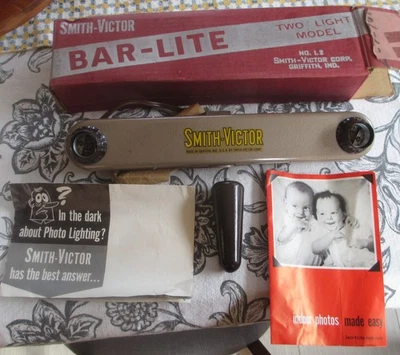 SMITH-VICTOR
BAR-LITE
TWO LIGHT
MODEL
NO. L2
SMITH-VICTOR CORP.
GRIFFITH, IND.
SMITH-VICTOR
?
In the dark
about Photo Lighting?
SMITH-VICTOR
has the best answer...
indoor photos made easy